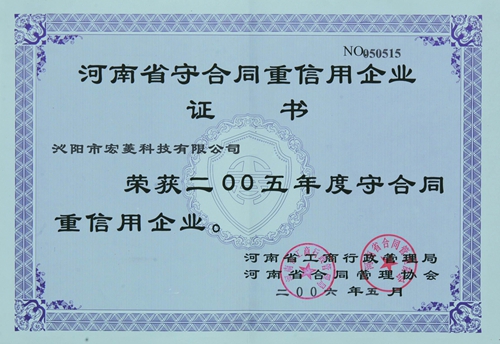 NO050515
河南省守合同重信用企业
证 书
沁阳市宏菱科技有限公司
荣获二00五年度守合同
重信用企业。
河南省工商行政管理局
河南省合同管理协会
二00六年五月